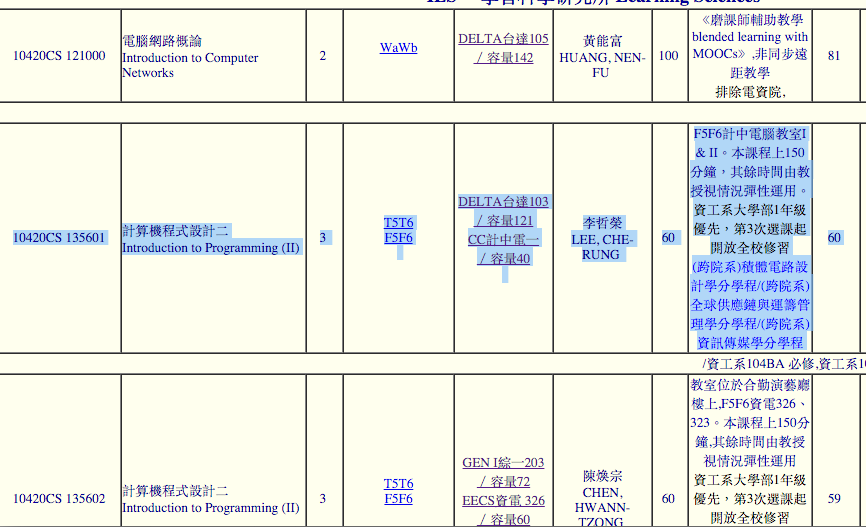 IES 學習科學研究所 Learning Sciences
10420CS 121000
電腦網路概論
Introduction to Computer
Networks
2
WaWb
DELTA台達105
/ 容量142
黃能富
HUANG, NEN-
FU
100
《磨課師輔助教學
blended learning with
MOOCs》,非同步遠
距教學
排除電資院,
81
10420CS 135601
計算機程式設計二
Introduction to Programming (II)
3
T5T6
F5F6
DELTA台達103
/ 容量121
CC計中電一
/ 容量40
李哲榮
LEE, CHE-
RUNG
60
F5F6計中電腦教室I
& II。本課程上150
分鐘，其餘時間由教
授視情況彈性運用。
資工系大學部1年級
優先，第3次選課起
開放全校修習
(跨院系)積體電路設
計學分學程/(跨院系)
全球供應鏈與運籌管
理學分學程/(跨院系)
資訊傳媒學分學程
60
/資工系104BA 必修,資工系10
10420CS 135602
計算機程式設計二
Introduction to Programming (II)
3
T5T6
F5F6
GEN I綜一203
/ 容量72
EECS資電 326
/ 容量60
陳煥宗
CHEN,
HWANN-
TZONG
60
教室位於合勤演藝廳
樓上,F5F6資電326、
323。本課程上150分
鐘,其餘時間由教授
視情況彈性運用
資工系大學部1年級
優先，第3次選課起
開放全校修習
59